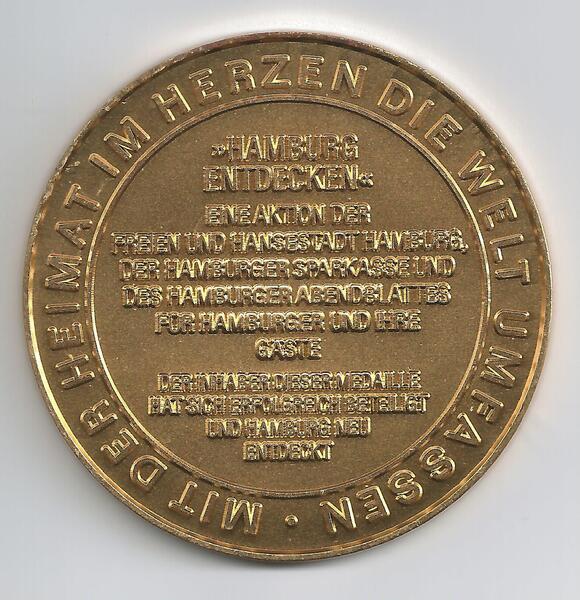 MIT DER HEIMAT IM HERZEN DIE WELT UMFASSEN •
»HAMBURG
ENTDECKEN«
EINE AKTION DER
FREIEN UND HANSESTADT HAMBURG,
DER HAMBURGER SPARKASSE UND
DES HAMBURGER ABENDBLATTES
FÜR HAMBURGER UND IHRE
GÄSTE
DER INHABER DIESER MEDAILLE
HAT SICH ERFOLGREICH BETEILIGT
UND HAMBURG NEU
ENTDECKT